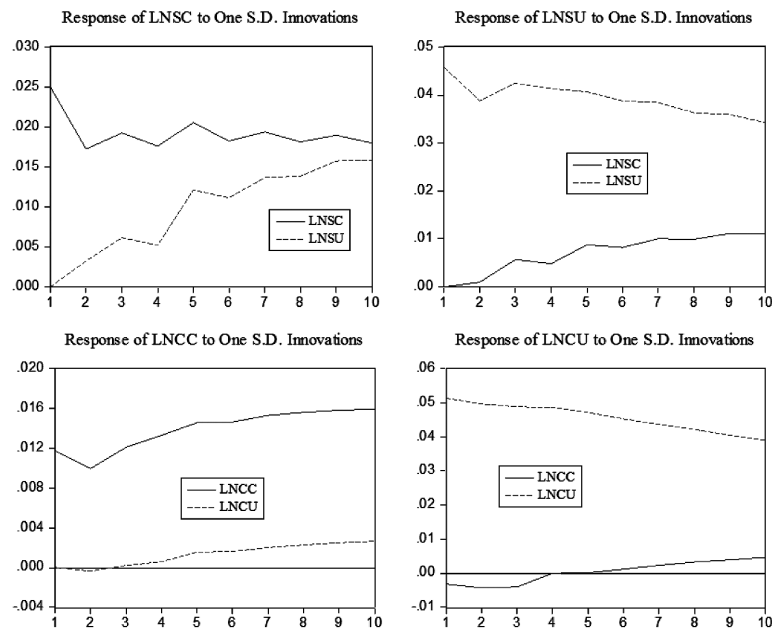 Response of LNSC to One S.D. Innovations
.030
.025
.020
.015
.010
.005
.000
LNSC
LNSU
1 2 3 4 5 6 7 8 9 10
Response of LNSU to One S.D. Innovations
.05
.04
.03
.02
.01
.00
LNSC
LNSU
1 2 3 4 5 6 7 8 9 10
Response of LNCC to One S.D. Innovations
.020
.016
.012
.008
.004
.000
-.004
LNCC
LNCU
1 2 3 4 5 6 7 8 9 10
Response of LNCU to One S.D. Innovations
.06
.05
.04
.03
.02
.01
.00
-.01
LNCC
LNCU
1 2 3 4 5 6 7 8 9 10